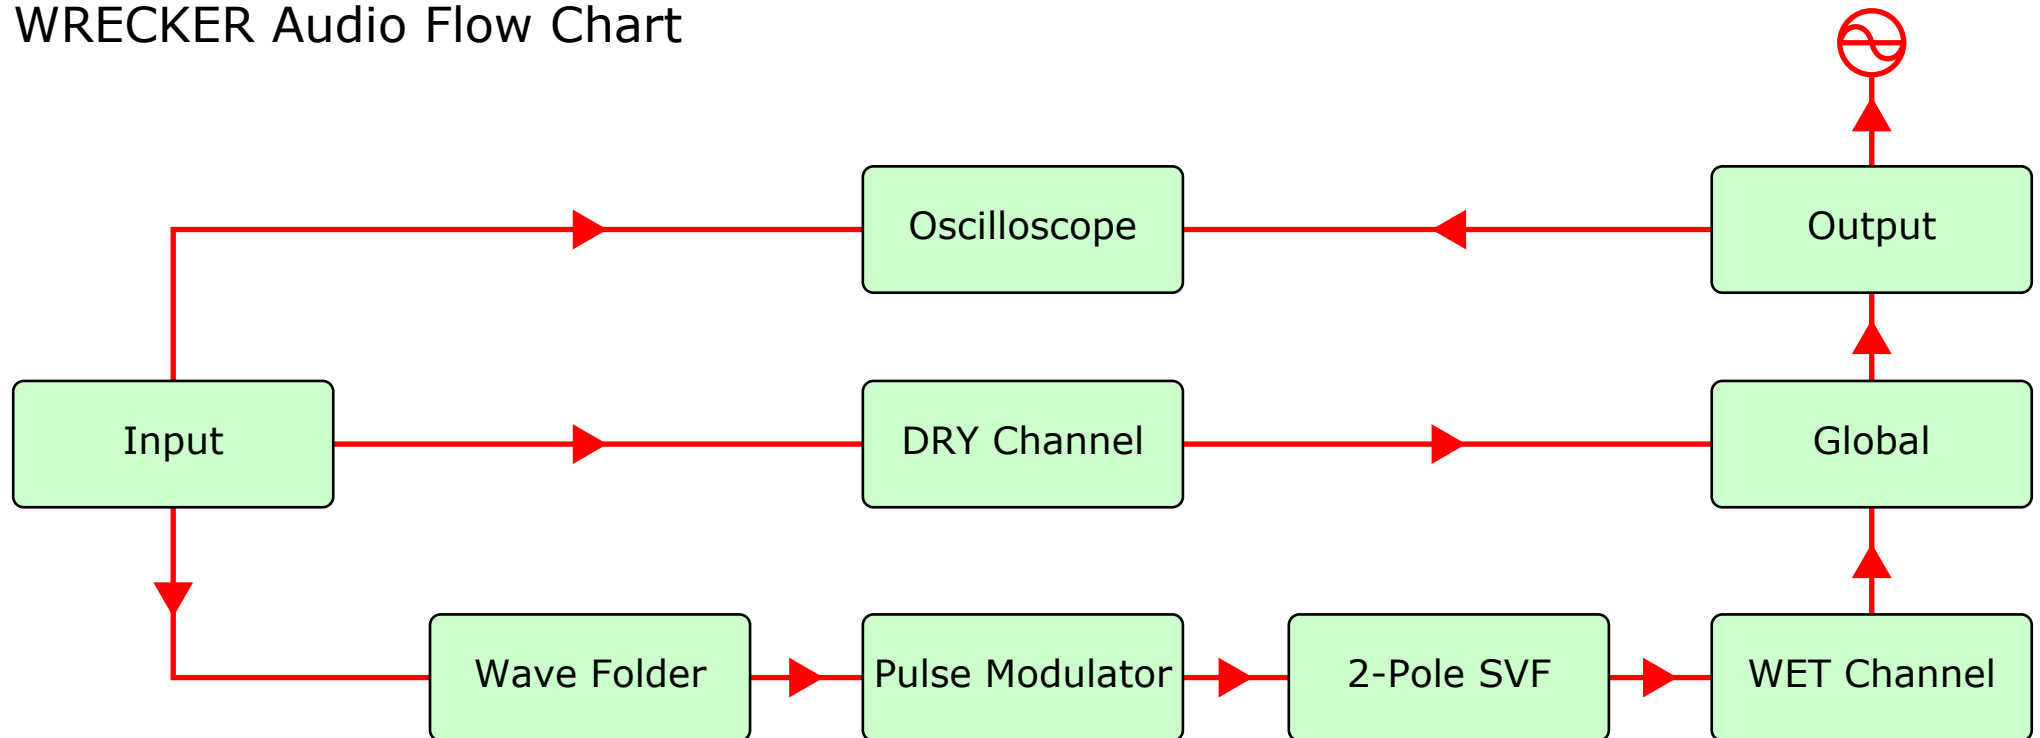 WRECKER Audio Flow Chart
Oscilloscope
Output
Input
DRY Channel
Global
Wave Folder
Pulse Modulator
2-Pole SVF
WET Channel